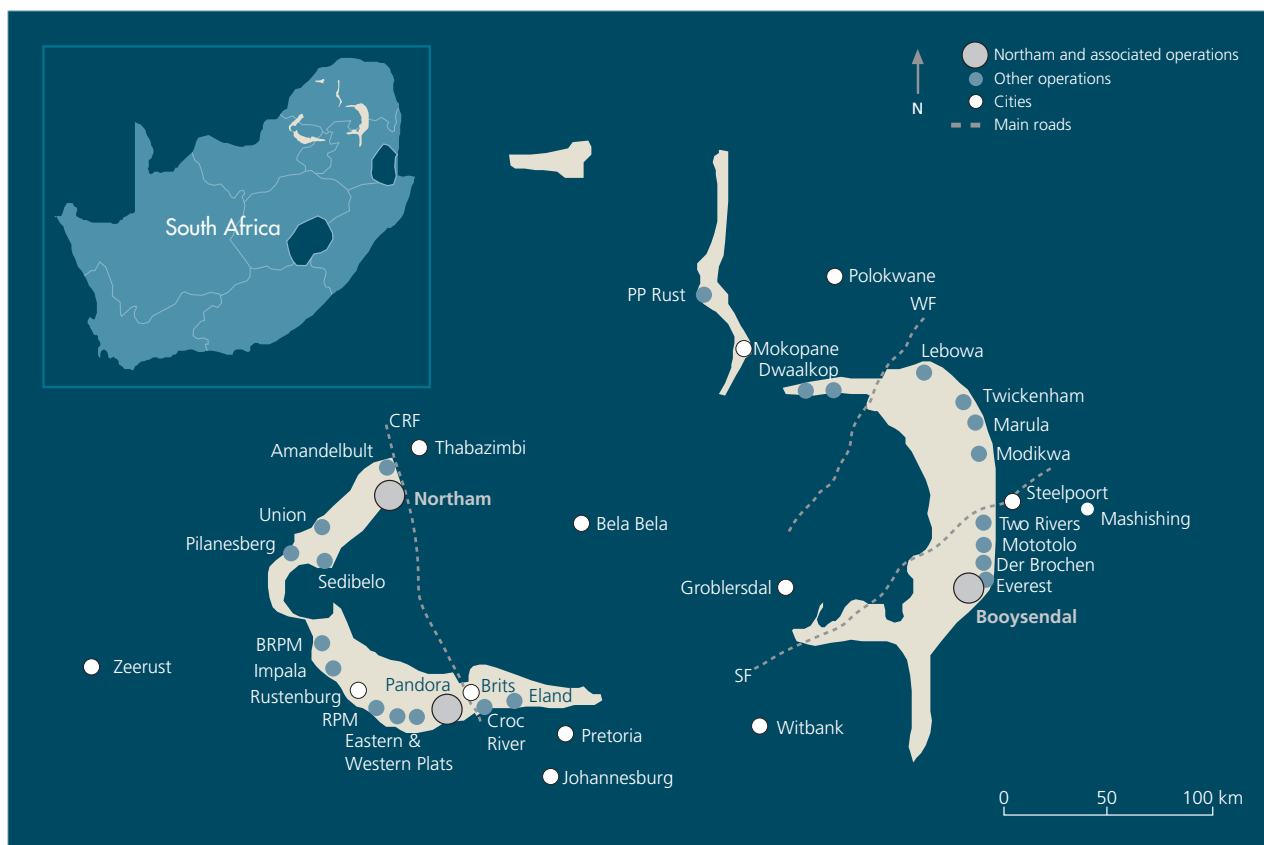 Northam and associated operations
Other operations
Cities
Main roads
N
South Africa
Polokwane
PP Rust
WF
Mokopane
Dwaalkop
Lebowa
Twickenham
Marula
Modikwa
CRF
Thabazimbi
Amandelbult
Northam
Steelpoort
Mashishing
Union
Bela Bela
Two Rivers
Pilanesberg
Mototolo
Der Brochen
Sedibelo
Groblersdal
Everest
Booysendal
BRPM
Zeerust
Impala
SF
Rustenburg
Pandora
Brits
Eland
RPM
Croc
River
Eastern &
Western Plats
Pretoria
Witbank
Johannesburg
0 50 100 km